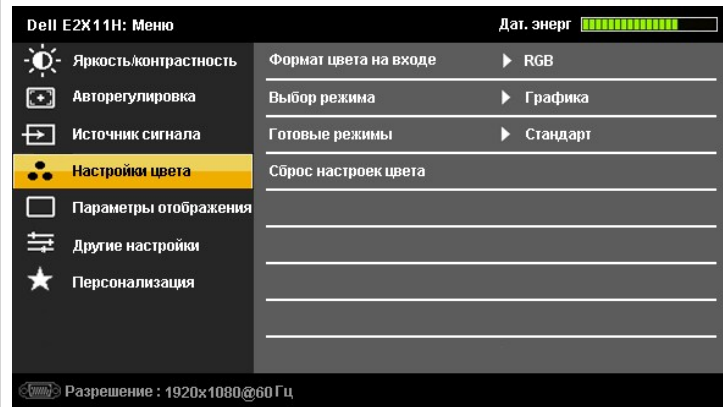 Dell E2X11H: Меню
Дат. энерг
Яркость/контрастность
Формат цвета на входе
RGB
Авторегулировка
Выбор режима
Графика
Источник сигнала
Готовые режимы
Стандарт
Настройки цвета
Сброс настроек цвета
Параметры отображения
Другие настройки
Персонализация
Разрешение : 1920x1080@60 Гц